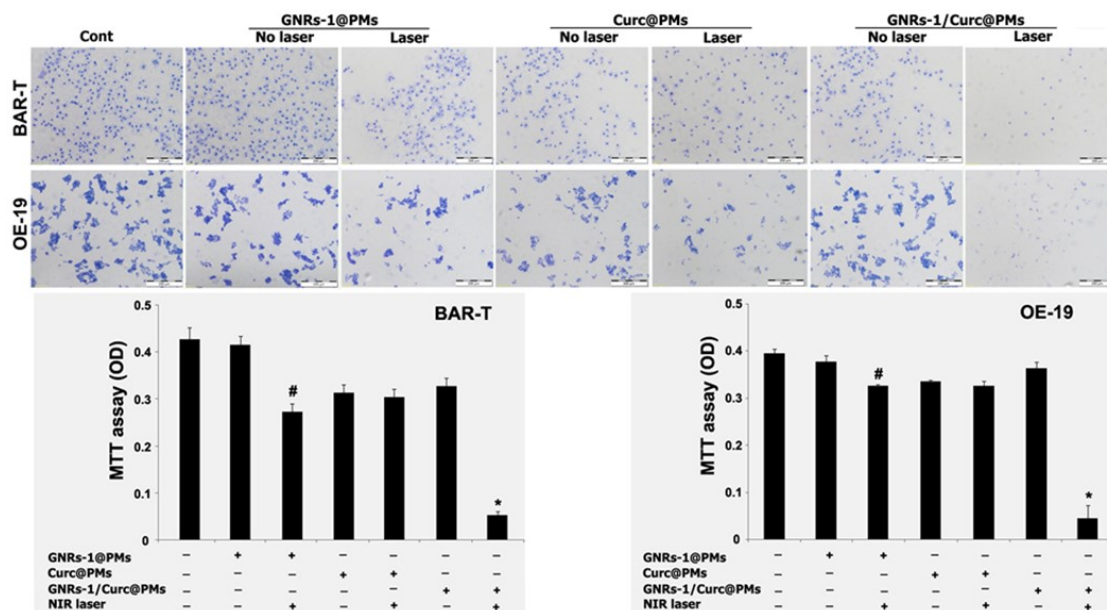 GNRs-1@PMs Curc@PMs GNRs-1/Curc@PMs
Cont No laser Laser No laser Laser No laser Laser
BAR-T
OE-19
BAR-T
MTT assay (OD)
0.5
0.4
0.3
0.2
0.1
0
#
*
GNRs-1@PMs – + + – – – –
Curc@PMs – – – + + – –
GNRs-1/Curc@PMs – – – – – + +
NIR laser – – + – + – +
OE-19
MTT assay (OD)
0.5
0.4
0.3
0.2
0.1
0
#
*
GNRs-1@PMs – + + – – – –
Curc@PMs – – – + + – –
GNRs-1/Curc@PMs – – – – – + +
NIR laser – – + – + – +